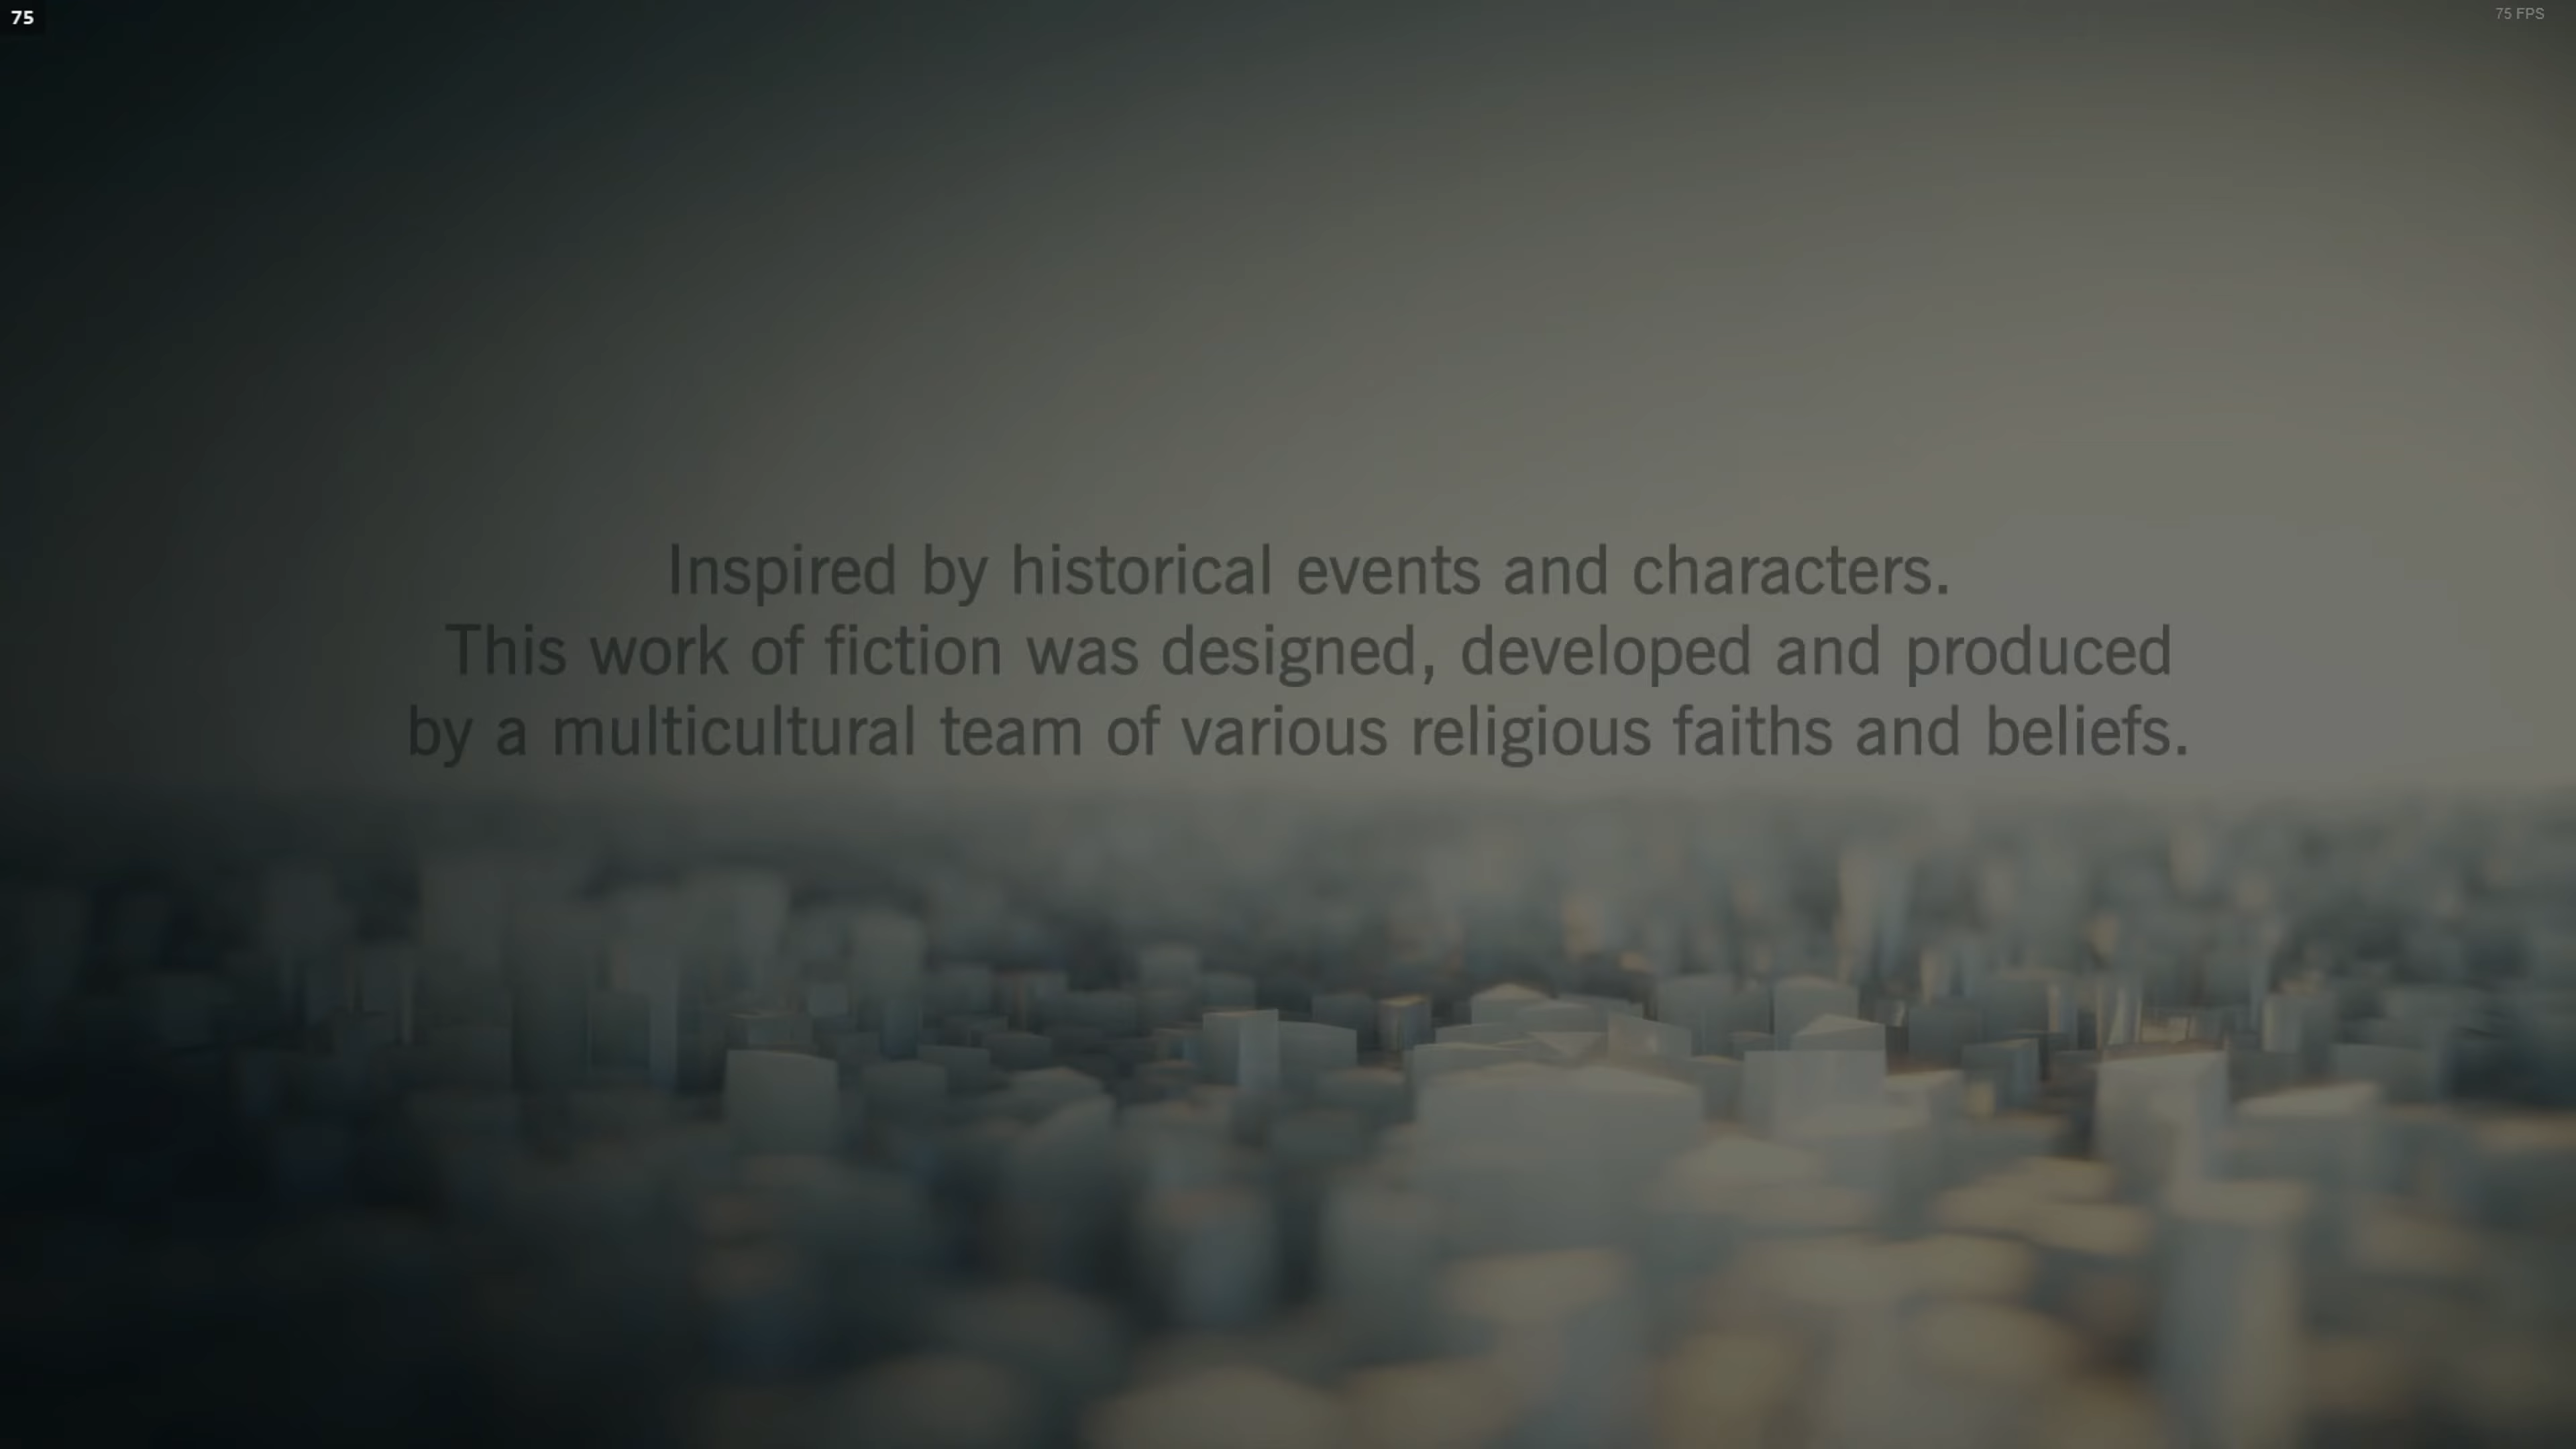 75
75 FPS
Inspired by historical events and characters.
This work of fiction was designed, developed and produced
by a multicultural team of various religious faiths and beliefs.